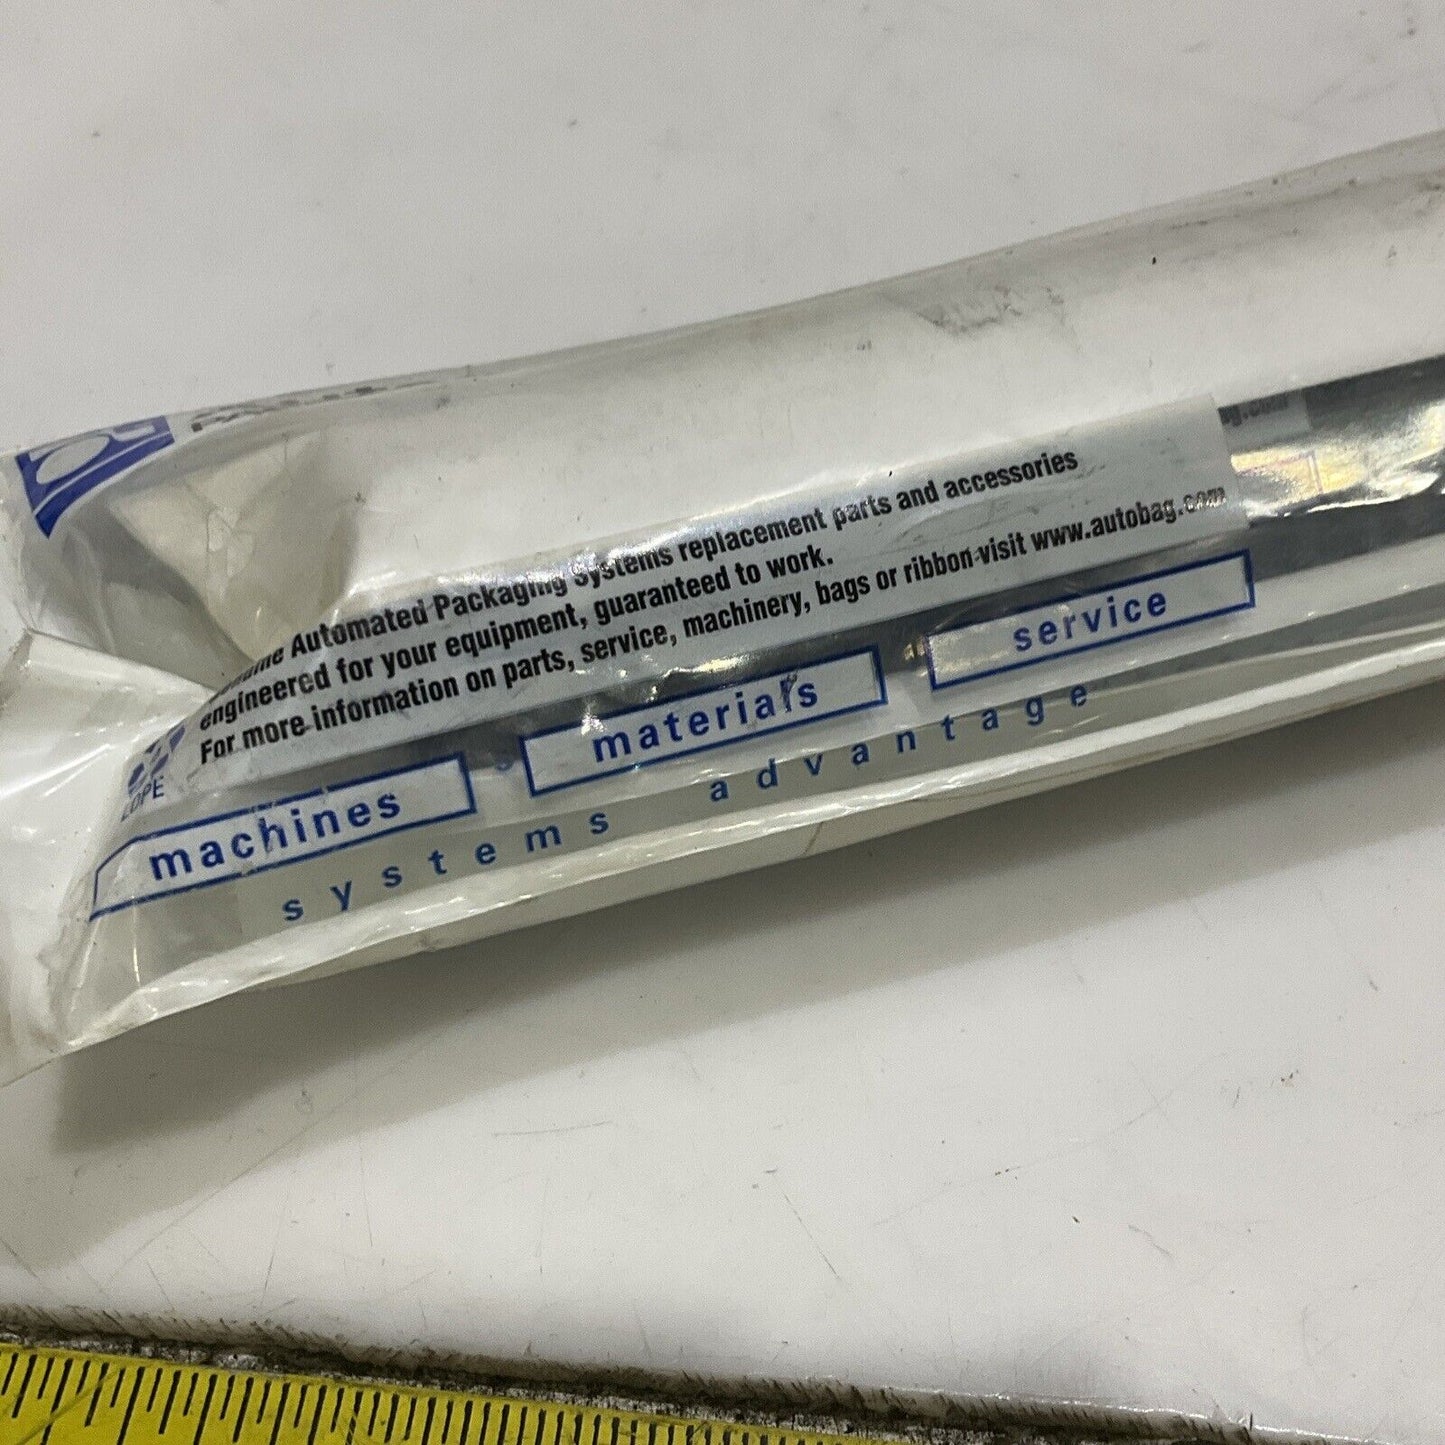 Automated Packaging Systems replacement parts and accessories
engineered for your equipment, guaranteed to work.
For more information on parts, service, machinery, bags or ribbon visit www.autobag.com
LDPE
machines
materials
service
systems advantage